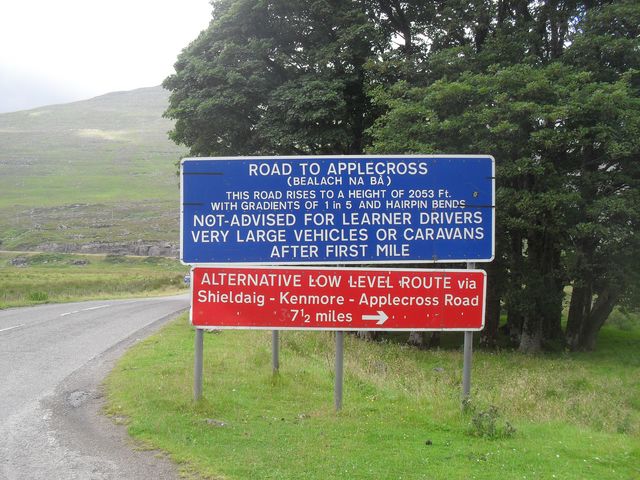 ROAD TO APPLECROSS
(BEALACH NA BÀ)
THIS ROAD RISES TO A HEIGHT OF 2053 Ft.
WITH GRADIENTS OF 1 in 5 AND HAIRPIN BENDS
NOT-ADVISED FOR LEARNER DRIVERS
VERY LARGE VEHICLES OR CARAVANS
AFTER FIRST MILE
ALTERNATIVE LOW LEVEL ROUTE via
Shieldaig - Kenmore - Applecross Road
7½ miles